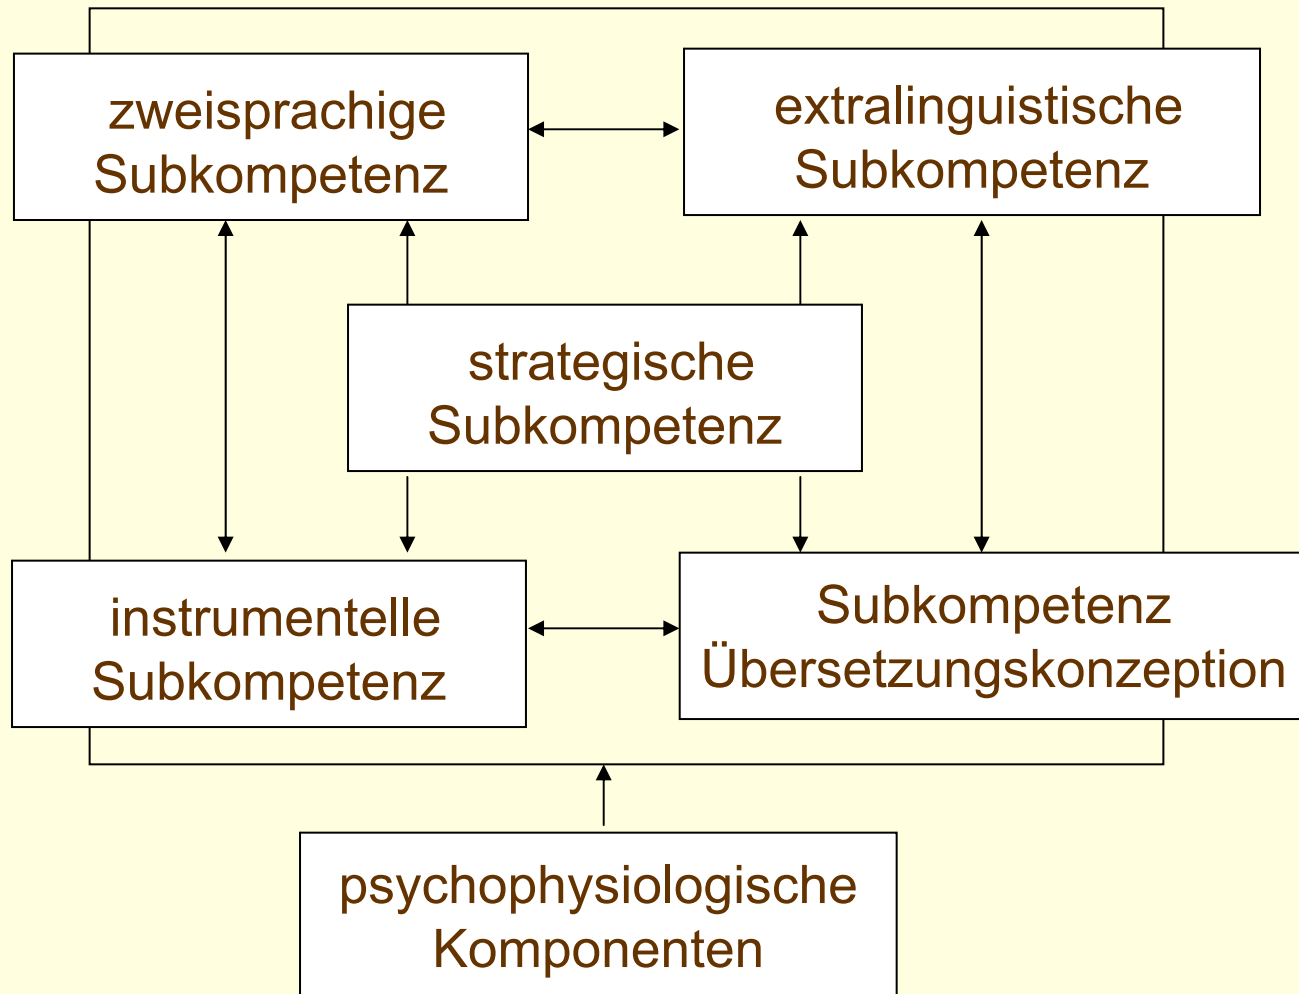 zweisprachige
Subkompetenz
extralinguistische
Subkompetenz
strategische
Subkompetenz
instrumentelle
Subkompetenz
Subkompetenz
Übersetzungskonzeption
psychophysiologische
Komponenten